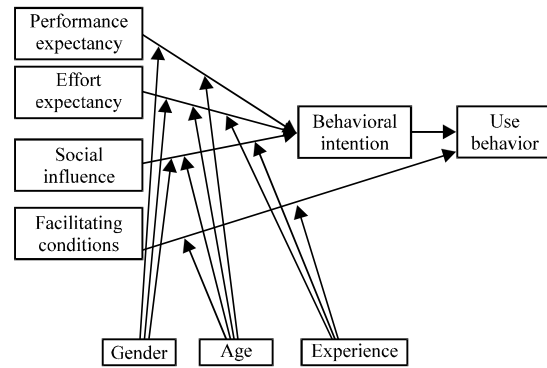 Performance
expectancy
Effort
expectancy
Social
influence
Facilitating
conditions
Behavioral
intention
Use
behavior
Gender
Age
Experience